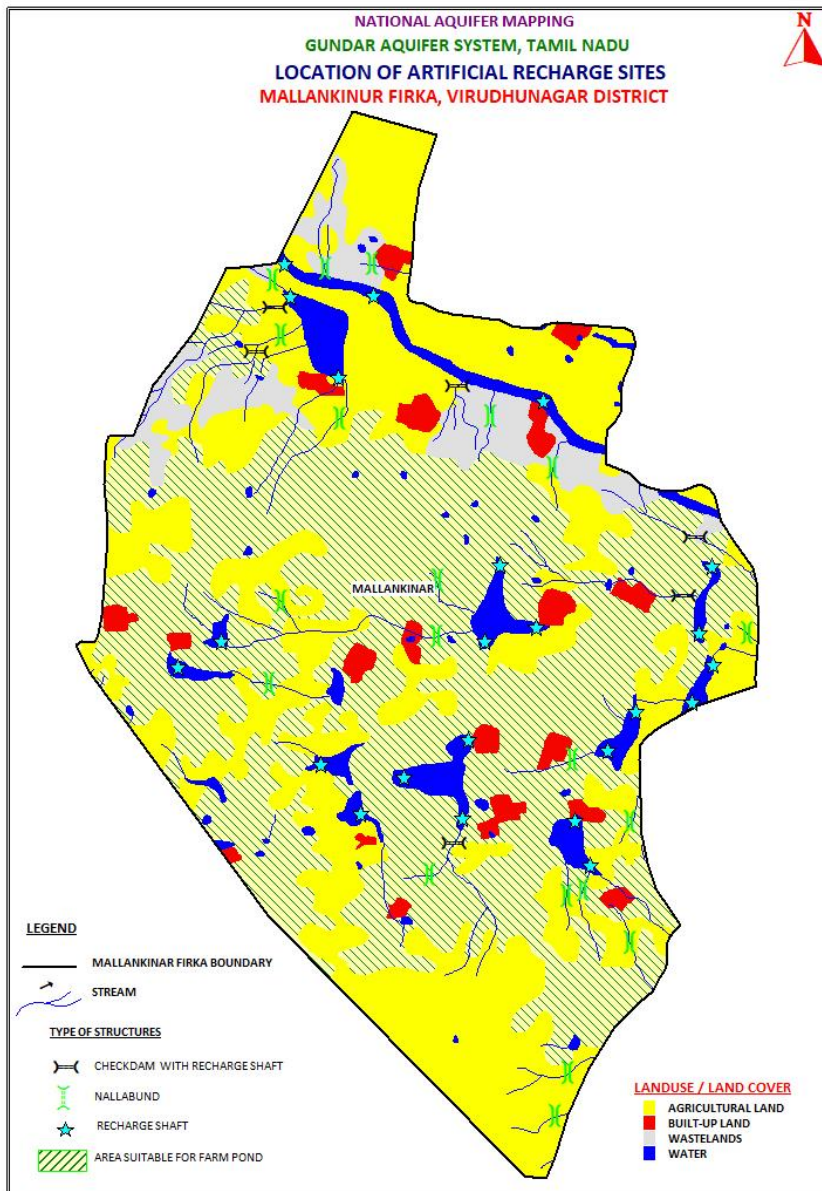 NATIONAL AQUIFER MAPPING
GUNDAR AQUIFER SYSTEM, TAMIL NADU
LOCATION OF ARTIFICIAL RECHARGE SITES
MALLANKINUR FIRKA, VIRUDHUNAGAR DISTRICT
N
MALLANKINAR
LEGEND
MALLANKINAR FIRKA BOUNDARY
STREAM
TYPE OF STRUCTURES
CHECKDAM WITH RECHARGE SHAFT
NALLABUND
RECHARGE SHAFT
AREA SUITABLE FOR FARM POND
LANDUSE / LAND COVER
AGRICULTURAL LAND
BUILT-UP LAND
WASTELANDS
WATER